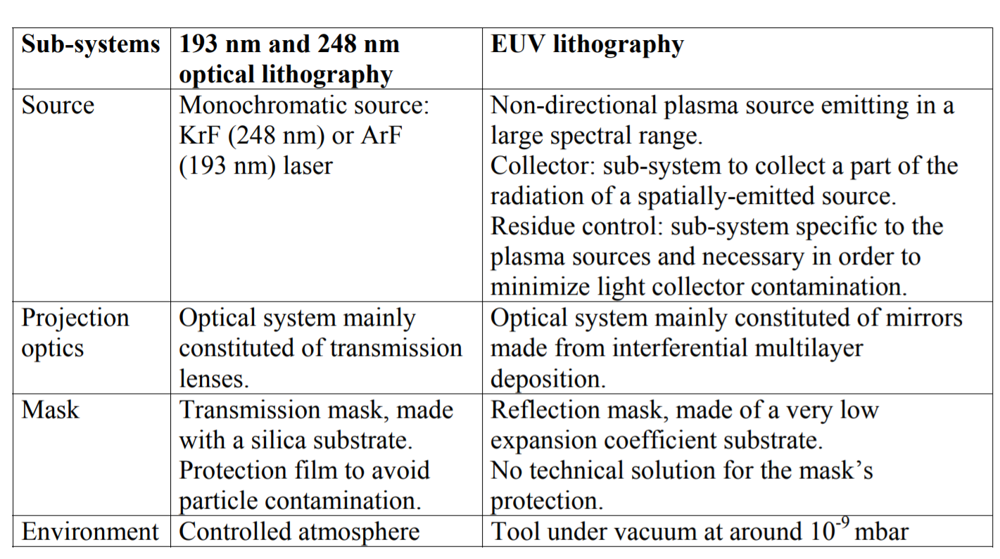 Sub-systems
193 nm and 248 nm
optical lithography
EUV lithography
Source
Monochromatic source:
KrF (248 nm) or ArF
(193 nm) laser
Non-directional plasma source emitting in a
large spectral range.
Collector: sub-system to collect a part of the
radiation of a spatially-emitted source.
Residue control: sub-system specific to the
plasma sources and necessary in order to
minimize light collector contamination.
Projection
optics
Optical system mainly
constituted of transmission
lenses.
Optical system mainly constituted of mirrors
made from interferential multilayer
deposition.
Mask
Transmission mask, made
with a silica substrate.
Protection film to avoid
particle contamination.
Reflection mask, made of a very low
expansion coefficient substrate.
No technical solution for the mask’s
protection.
Environment
Controlled atmosphere
Tool under vacuum at around 10⁻⁹ mbar